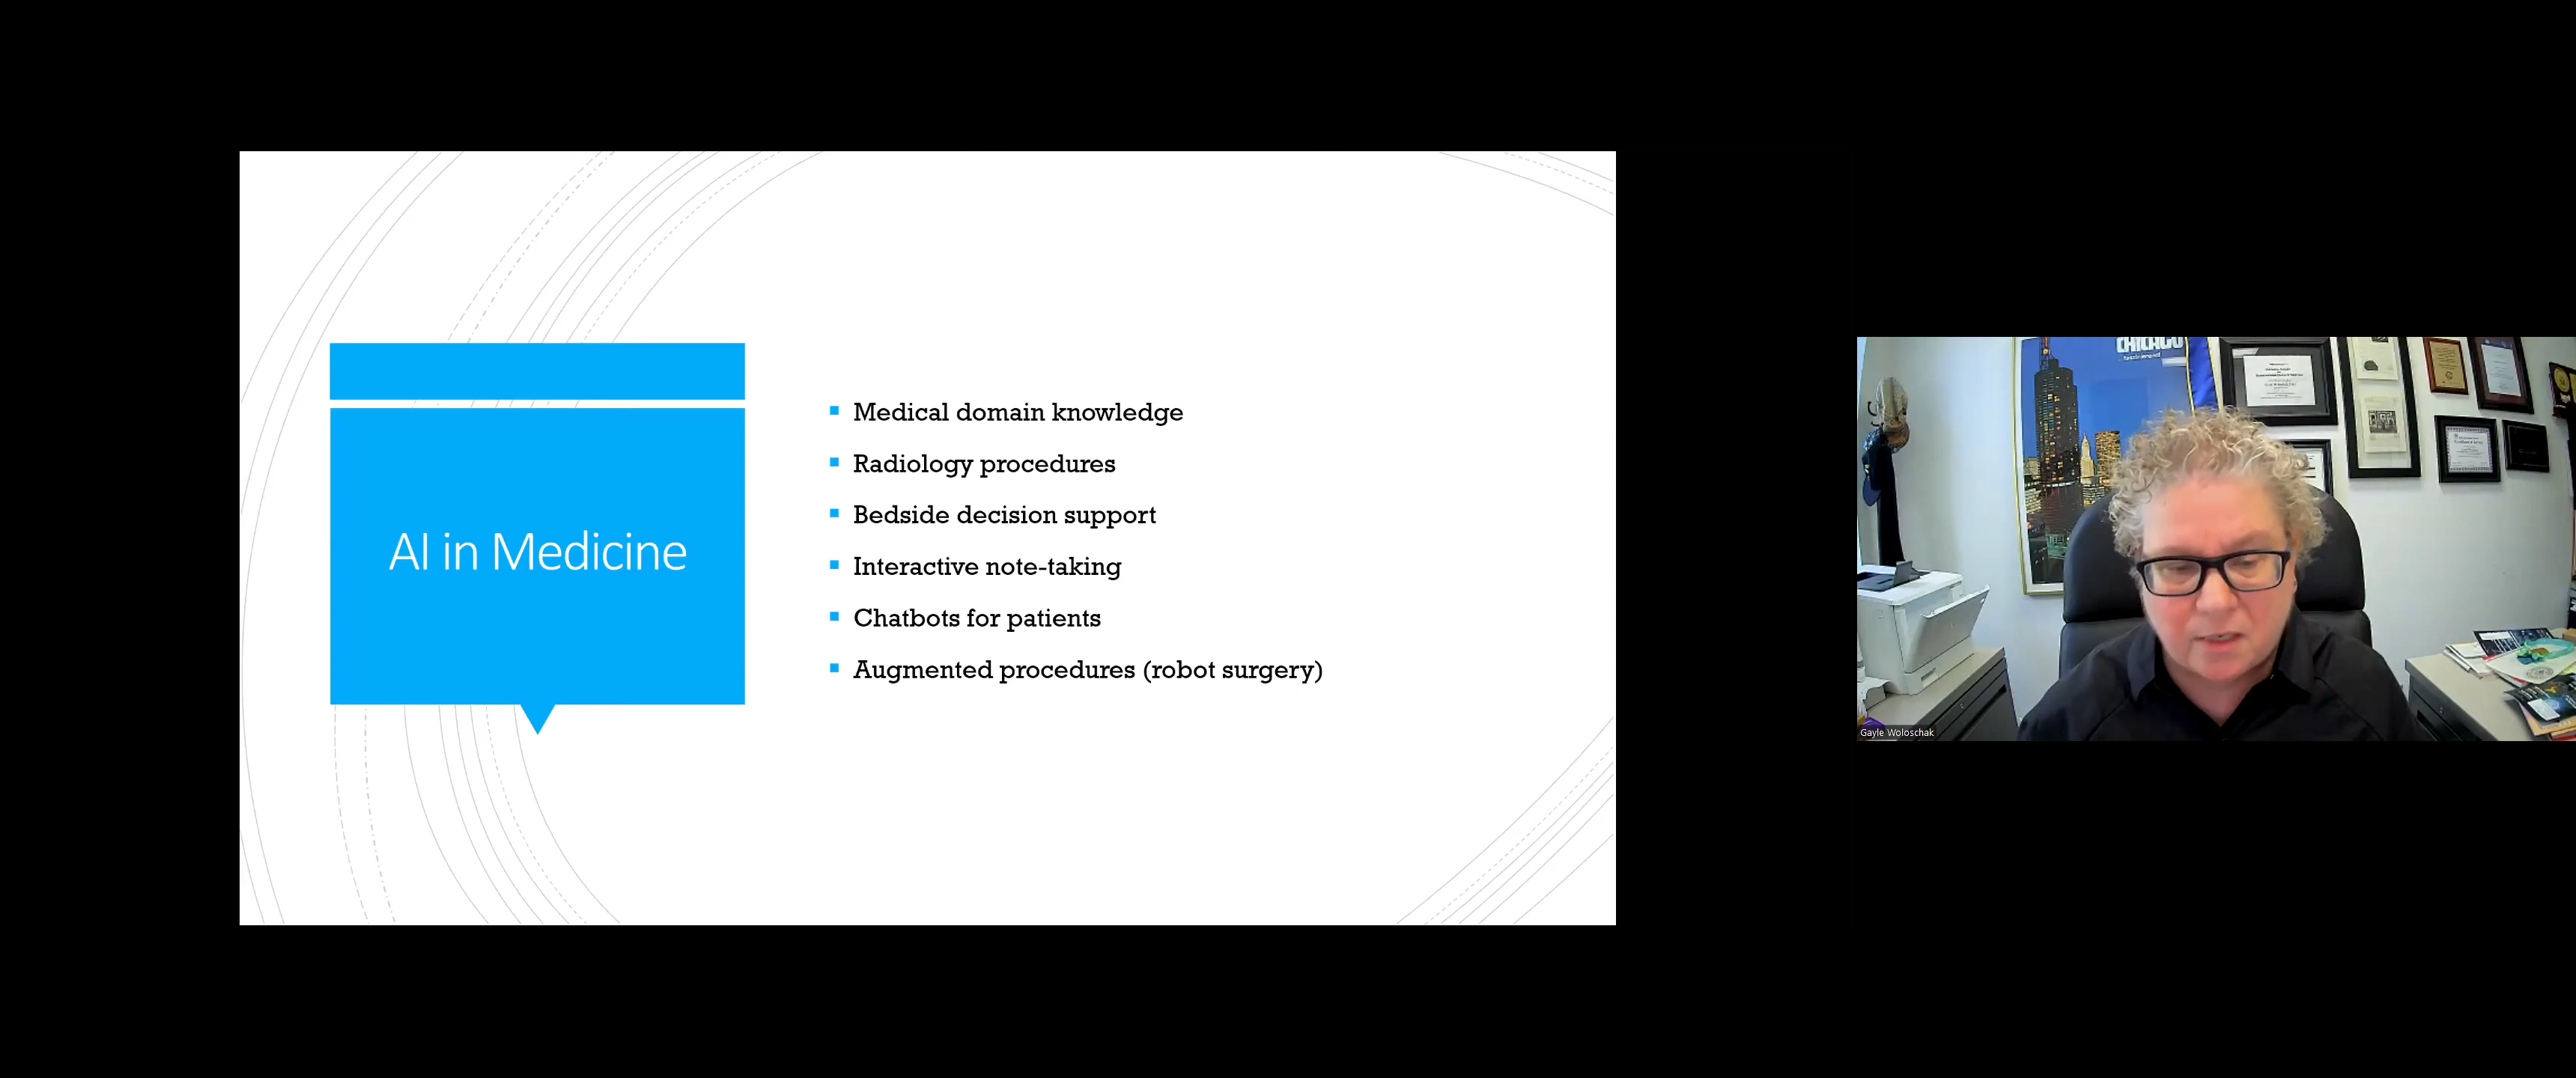 AI in Medicine
Medical domain knowledge
Radiology procedures
Bedside decision support
Interactive note-taking
Chatbots for patients
Augmented procedures (robot surgery)
CHICAGO
Gayle Woloschak